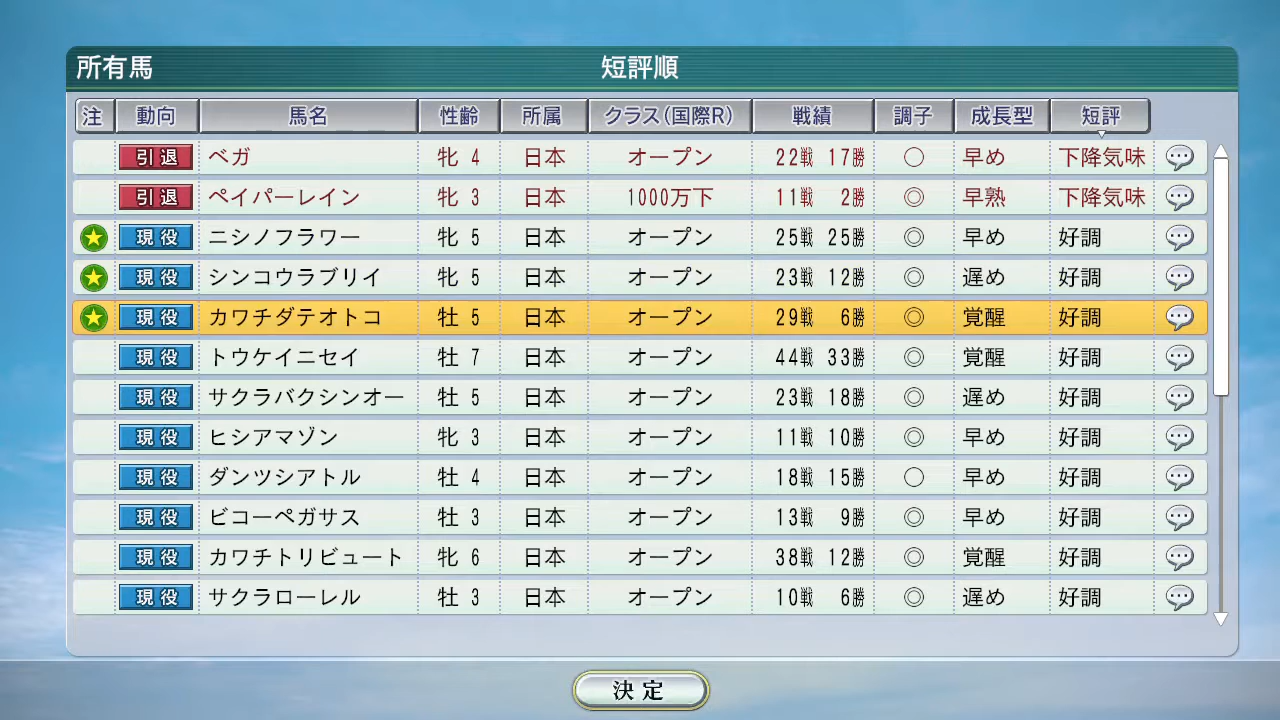 所有馬 短評順
注 動向 馬名 性齢 所属 クラス(国際R) 戦績 調子 成長型 短評
引退 ベガ 牝 4 日本 オープン 22戦 17勝 ○ 早め 下降気味
引退 ペイパーレイン 牝 3 日本 1000万下 11戦 2勝 ◎ 早熟 下降気味
現役 ニシノフラワー 牝 5 日本 オープン 25戦 25勝 ◎ 早め 好調
現役 シンコウラブリイ 牝 5 日本 オープン 23戦 12勝 ◎ 遅め 好調
現役 カワチダテオトコ 牡 5 日本 オープン 29戦 6勝 ◎ 覚醒 好調
現役 トウケイニセイ 牡 7 日本 オープン 44戦 33勝 ◎ 覚醒 好調
現役 サクラバクシンオー 牡 5 日本 オープン 23戦 18勝 ◎ 遅め 好調
現役 ヒシアマゾン 牝 3 日本 オープン 11戦 10勝 ◎ 早め 好調
現役 ダンツシアトル 牡 4 日本 オープン 18戦 15勝 ○ 早め 好調
現役 ビコーペガサス 牡 3 日本 オープン 13戦 9勝 ◎ 早め 好調
現役 カワチトリビュート 牝 6 日本 オープン 38戦 12勝 ◎ 覚醒 好調
現役 サクラローレル 牡 3 日本 オープン 10戦 6勝 ◎ 遅め 好調
決定